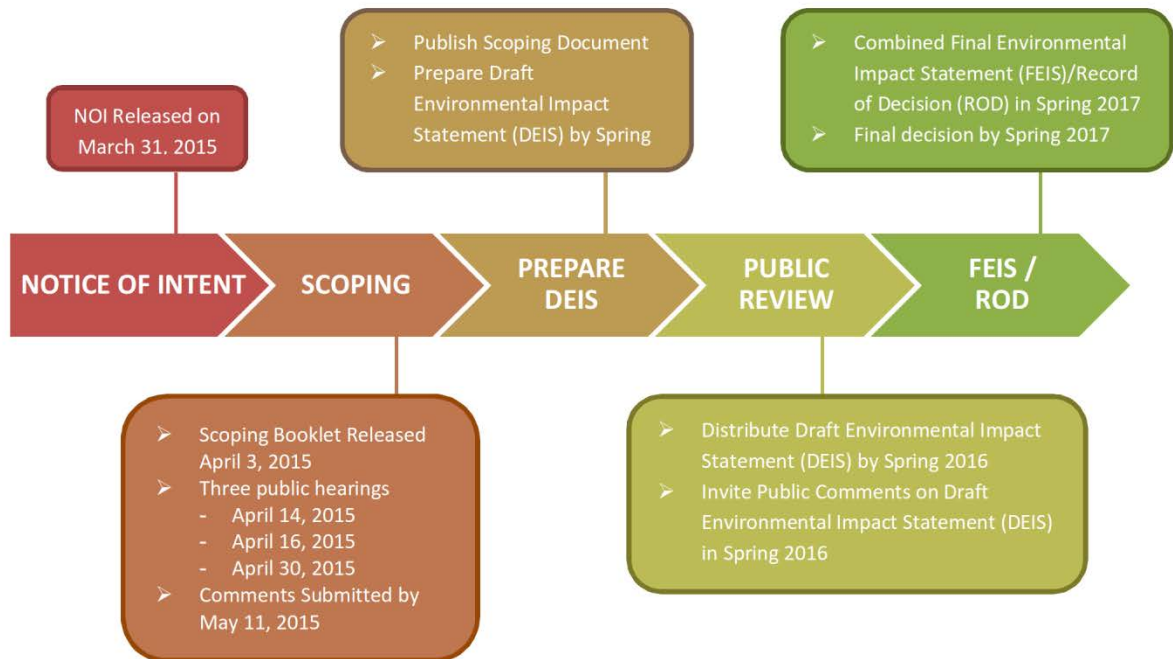 NOI Released on
March 31. 2015
➢ Publish Scoping Document
➢ Prepare Draft
Environmental Impact
Statement (DEIS) by Spring
➢ Combined Final Environmental
Impact Statement (FEIS)/Record
of Decision (ROD) in Spring 2017
➢ Final decision by Spring 2017
NOTICE OF INTENT
SCOPING
PREPARE
DEIS
PUBLIC
REVIEW
FEIS /
ROD
➢ Scoping Booklet Released
April 3, 2015
➢ Three public hearings
- April 14, 2015
- April 16, 2015
- April 30, 2015
➢ Comments Submitted by
May 11, 2015
➢ Distribute Draft Environmental Impact
Statement (DEIS) by Spring 2016
➢ Invite Public Comments on Draft
Environmental Impact Statement (DEIS)
in Spring 2016